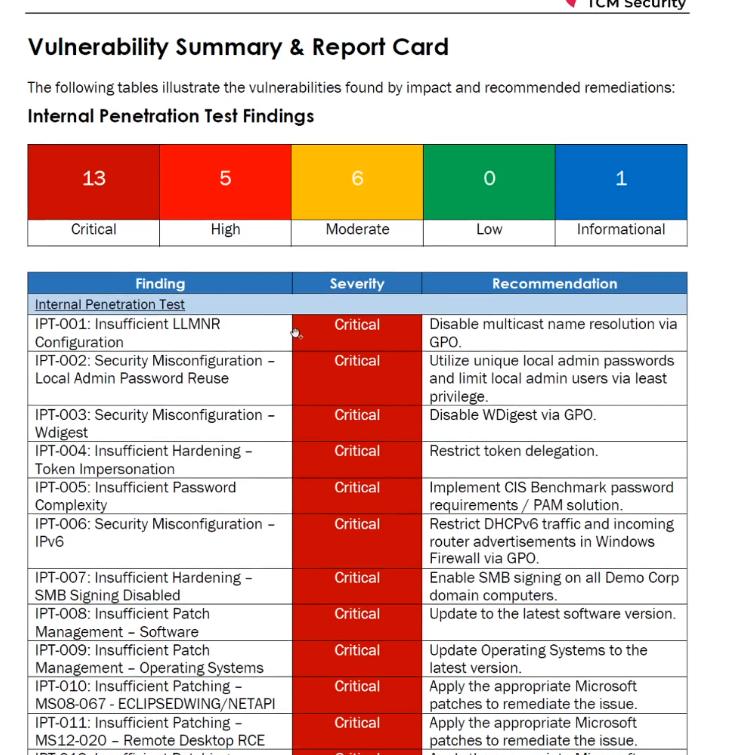 TCM Security
Vulnerability Summary & Report Card
The following tables illustrate the vulnerabilities found by impact and recommended remediations:
Internal Penetration Test Findings
13 5 6 0 1
Critical High Moderate Low Informational
Finding Severity Recommendation
Internal Penetration Test
IPT-001: Insufficient LLMNR Critical Disable multicast name resolution via
Configuration GPO.
IPT-002: Security Misconfiguration – Critical Utilize unique local admin passwords
Local Admin Password Reuse and limit local admin users via least
privilege.
IPT-003: Security Misconfiguration – Critical Disable WDigest via GPO.
Wdigest
IPT-004: Insufficient Hardening – Critical Restrict token delegation.
Token Impersonation
IPT-005: Insufficient Password Critical Implement CIS Benchmark password
Complexity requirements / PAM solution.
IPT-006: Security Misconfiguration – Critical Restrict DHCPv6 traffic and incoming
IPv6 router advertisements in Windows
Firewall via GPO.
IPT-007: Insufficient Hardening – Critical Enable SMB signing on all Demo Corp
SMB Signing Disabled domain computers.
IPT-008: Insufficient Patch Critical Update to the latest software version.
Management – Software
IPT-009: Insufficient Patch Critical Update Operating Systems to the
Management – Operating Systems latest version.
IPT-010: Insufficient Patching – Critical Apply the appropriate Microsoft
MS08-067 - ECLIPSEDWING/NETAPI patches to remediate the issue.
IPT-011: Insufficient Patching – Critical Apply the appropriate Microsoft
MS12-020 – Remote Desktop RCE patches to remediate the issue.